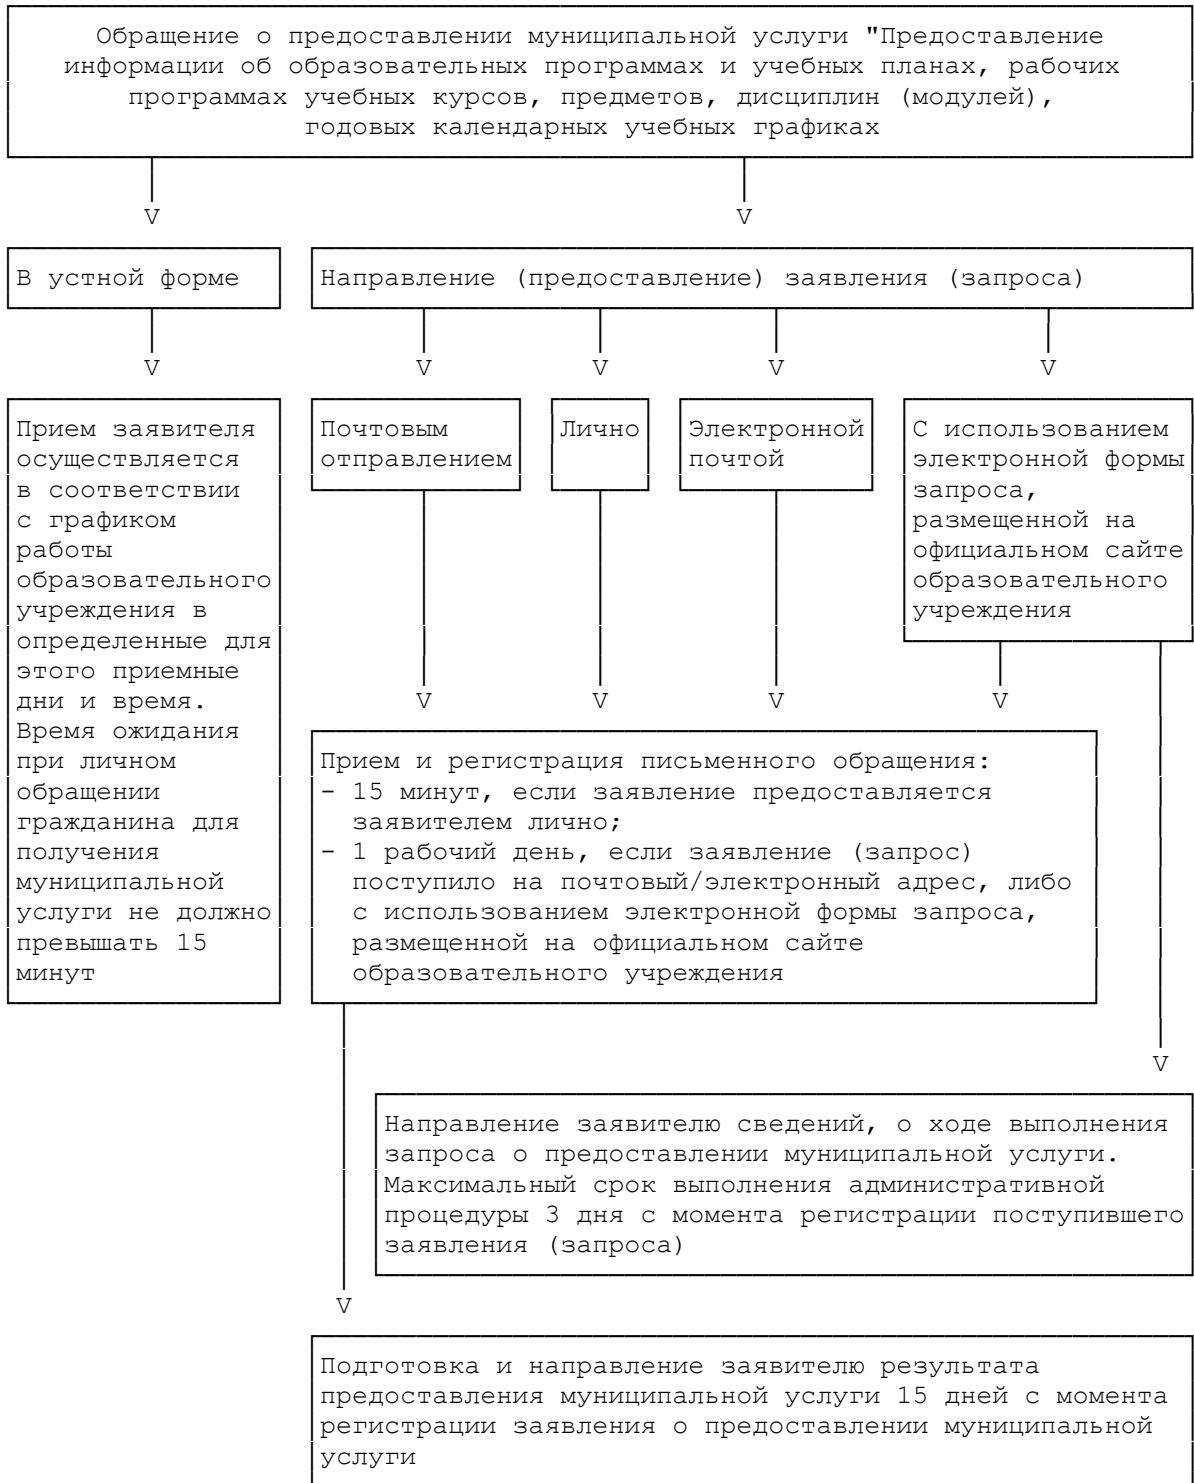 Обращение о предоставлении муниципальной услуги "Предоставление
информации об образовательных программах и учебных планах, рабочих
программах учебных курсов, предметов, дисциплин (модулей),
годовых календарных учебных графиках
V
V
В устной форме
Направление (предоставление) заявления (запроса)
V
V
V
V
V
Прием заявителя
осуществляется
в соответствии
с графиком
работы
образовательного
учреждения в
определенные для
этого приемные
дни и время.
Время ожидания
при личном
обращении
гражданина для
получения
муниципальной
услуги не должно
превышать 15
минут
Почтовым
отправлением
Лично
Электронной
почтой
С использованием
электронной формы
запроса,
размещенной на
официальном сайте
образовательного
учреждения
V
V
V
V
Прием и регистрация письменного обращения:
- 15 минут, если заявление предоставляется
заявителем лично;
- 1 рабочий день, если заявление (запрос)
поступило на почтовый/электронный адрес, либо
с использованием электронной формы запроса,
размещенной на официальном сайте
образовательного учреждения
V
Направление заявителю сведений, о ходе выполнения
запроса о предоставлении муниципальной услуги.
Максимальный срок выполнения административной
процедуры 3 дня с момента регистрации поступившего
заявления (запроса)
V
Подготовка и направление заявителю результата
предоставления муниципальной услуги 15 дней с момента
регистрации заявления о предоставлении муниципальной
услуги